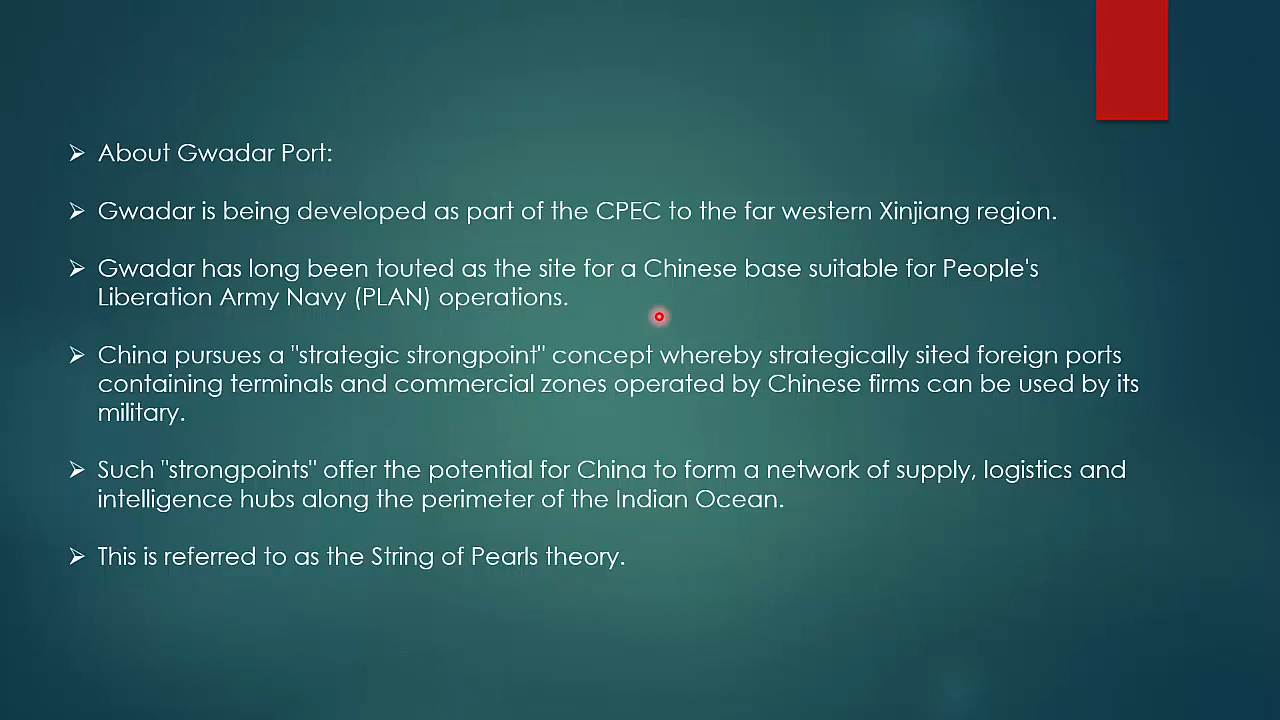 ➢ About Gwadar Port:
➢ Gwadar is being developed as part of the CPEC to the far western Xinjiang region.
➢ Gwadar has long been touted as the site for a Chinese base suitable for People's
Liberation Army Navy (PLAN) operations.
➢ China pursues a "strategic strongpoint" concept whereby strategically sited foreign ports
containing terminals and commercial zones operated by Chinese firms can be used by its
military.
➢ Such "strongpoints" offer the potential for China to form a network of supply, logistics and
intelligence hubs along the perimeter of the Indian Ocean.
➢ This is referred to as the String of Pearls theory.